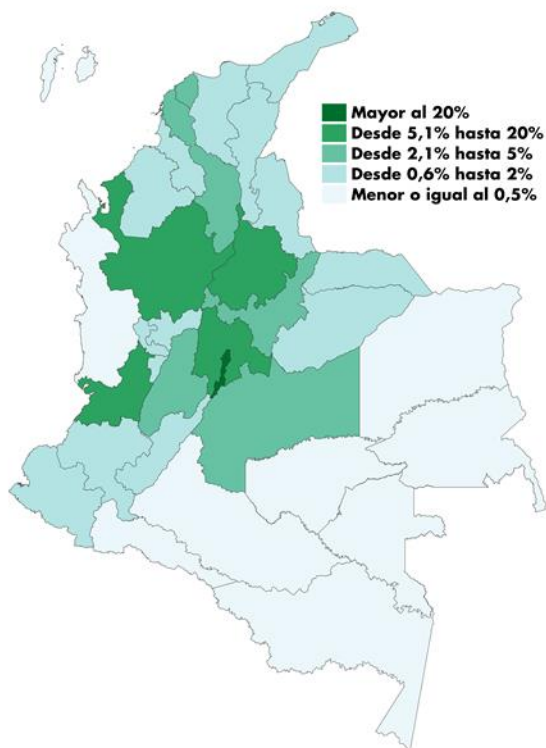 Mayor al 20%
Desde 5,1% hasta 20%
Desde 2,1% hasta 5%
Desde 0,6% hasta 2%
Menor o igual al 0,5%